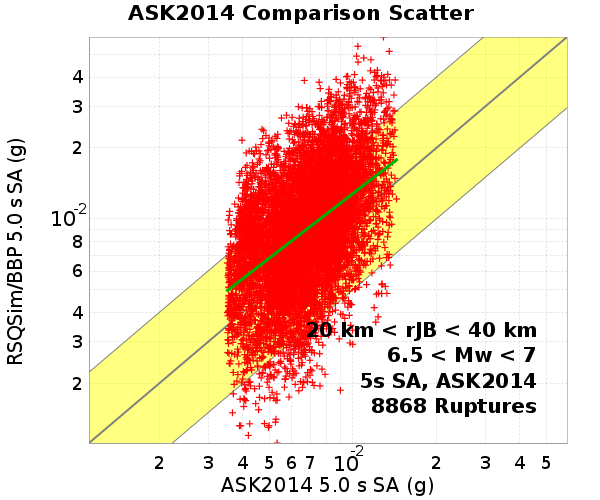 ASK2014 Comparison Scatter
RSQSim/BBP 5.0 s SA (g)
4
3
2
10-2
8
6
4
3
2
20 km < rJB < 40 km
6.5 < Mw < 7
5s SA, ASK2014
8868 Ruptures
2 3 4 5 6 7 10-2 2 3 4 5
ASK2014 5.0 s SA (g)